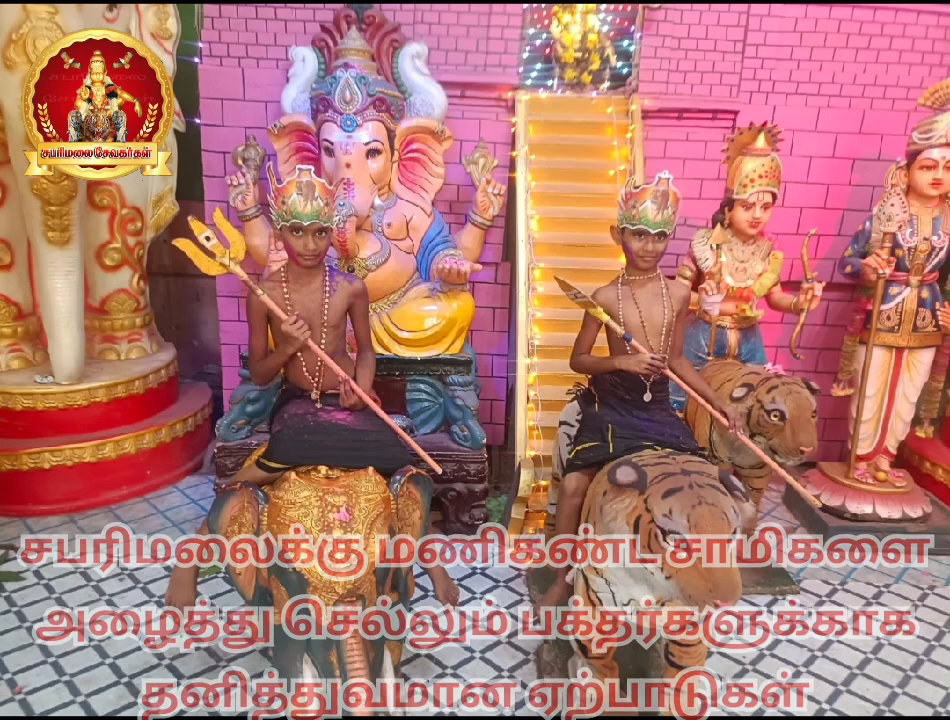 சபரிமலை சேவகர்கள்
சபரிமலைக்கு மணிகண்ட சாமிகளை
அழைத்து செல்லும் பக்தர்களுக்காக
தனித்துவமான ஏற்பாடுகள்